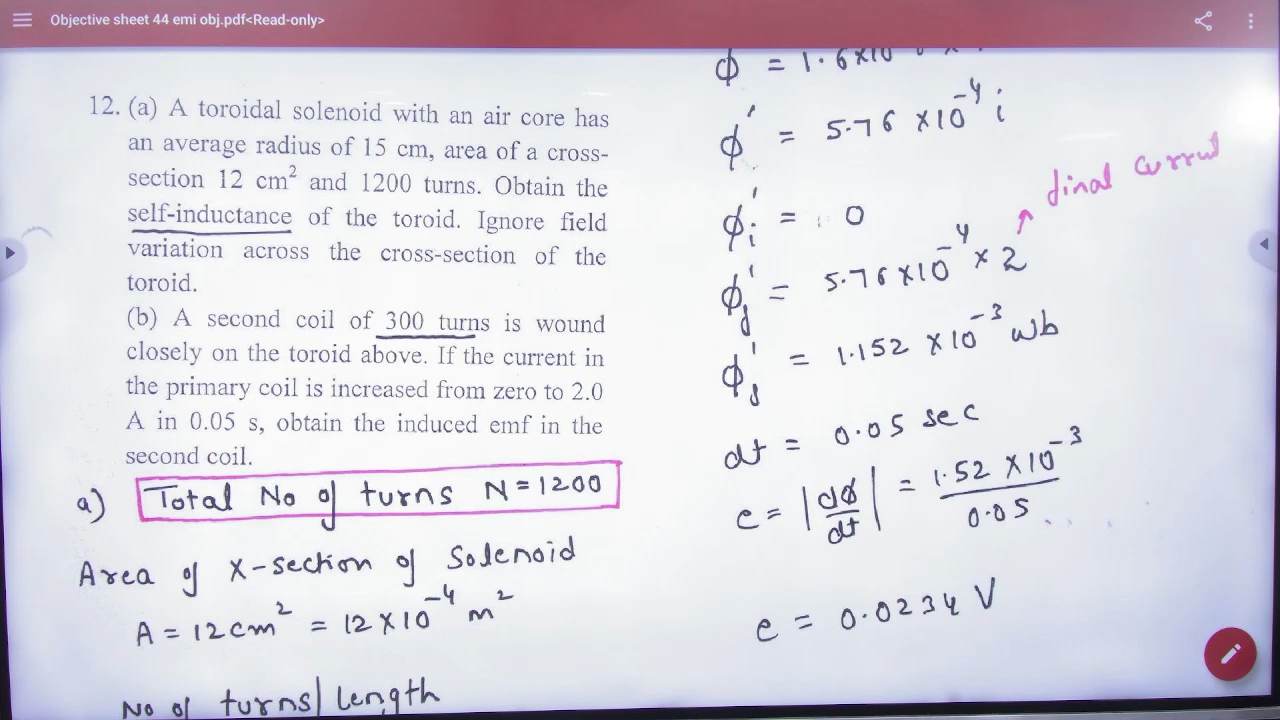 Objective sheet 44 emi obj.pdf<Read-only>
12. (a) A toroidal solenoid with an air core has
an average radius of 15 cm, area of a cross-
section 12 cm² and 1200 turns. Obtain the
self-inductance of the toroid. Ignore field
variation across the cross-section of the
toroid.
(b) A second coil of 300 turns is wound
closely on the toroid above. If the current in
the primary coil is increased from zero to 2.0
A in 0.05 s, obtain the induced emf in the
second coil.
a) Total No of turns N = 1200
Area of X-section of Solenoid
A = 12cm² = 12 X 10⁻⁴ m²
No of turns/length
ϕ = 1.6X10
ϕ' = 5.76 X10⁻⁴ i
ϕ'ᵢ = 0
final current
ϕ'f = 5.76 X10⁻⁴ × 2
ϕ'f = 1.152 X10⁻³ wb
dt = 0.05 sec
e = |dϕ/dt| = 1.52 X10⁻³/0.05
e = 0.0234 V